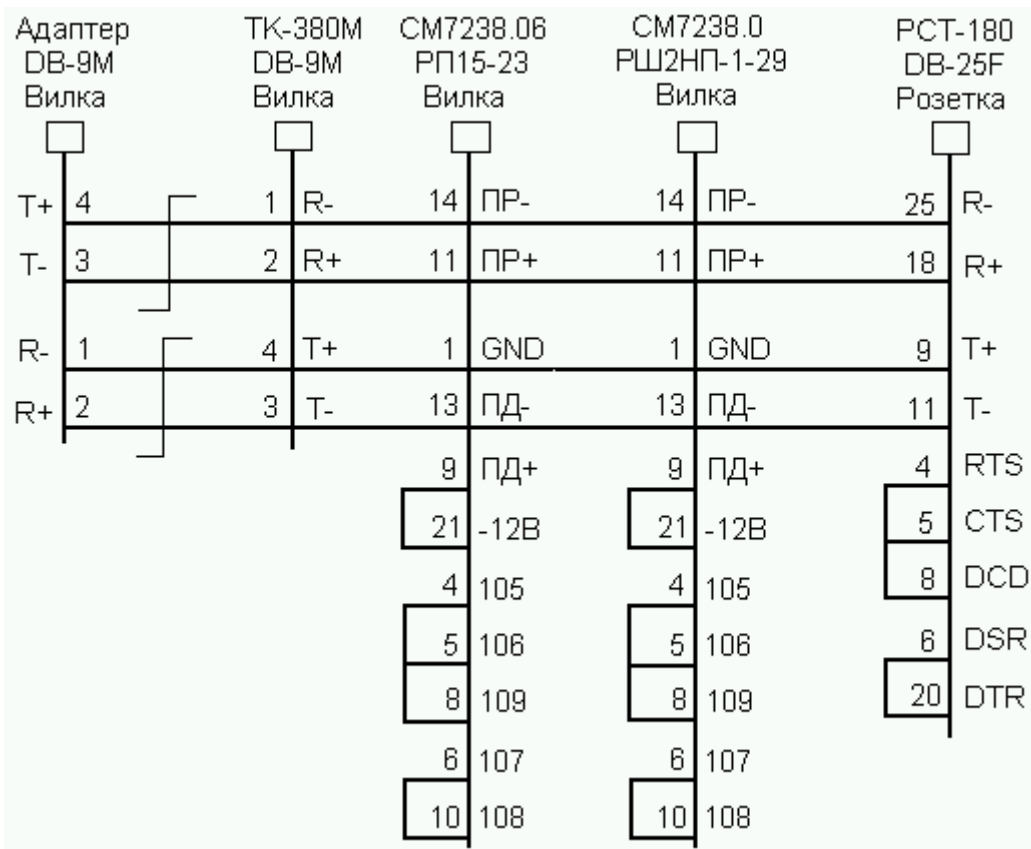 Адаптер TK-380M СМ7238.06 СМ7238.0 РСТ-180
DB-9M DB-9M РП15-23 РШ2НП-1-29 DB-25F
Вилка Вилка Вилка Вилка Розетка
T+ 4 1 R- 14 ПР- 14 ПР- 25 R-
T- 3 2 R+ 11 ПР+ 11 ПР+ 18 R+
R- 1 4 T+ 1 GND 1 GND 9 T+
R+ 2 3 T- 13 ПД- 13 ПД- 11 T-
9 ПД+ 9 ПД+ 4 RTS
21 -12В 21 -12В 5 CTS
4 105 4 105 8 DCD
5 106 5 106 6 DSR
8 109 8 109 20 DTR
6 107 6 107
10 108 10 108